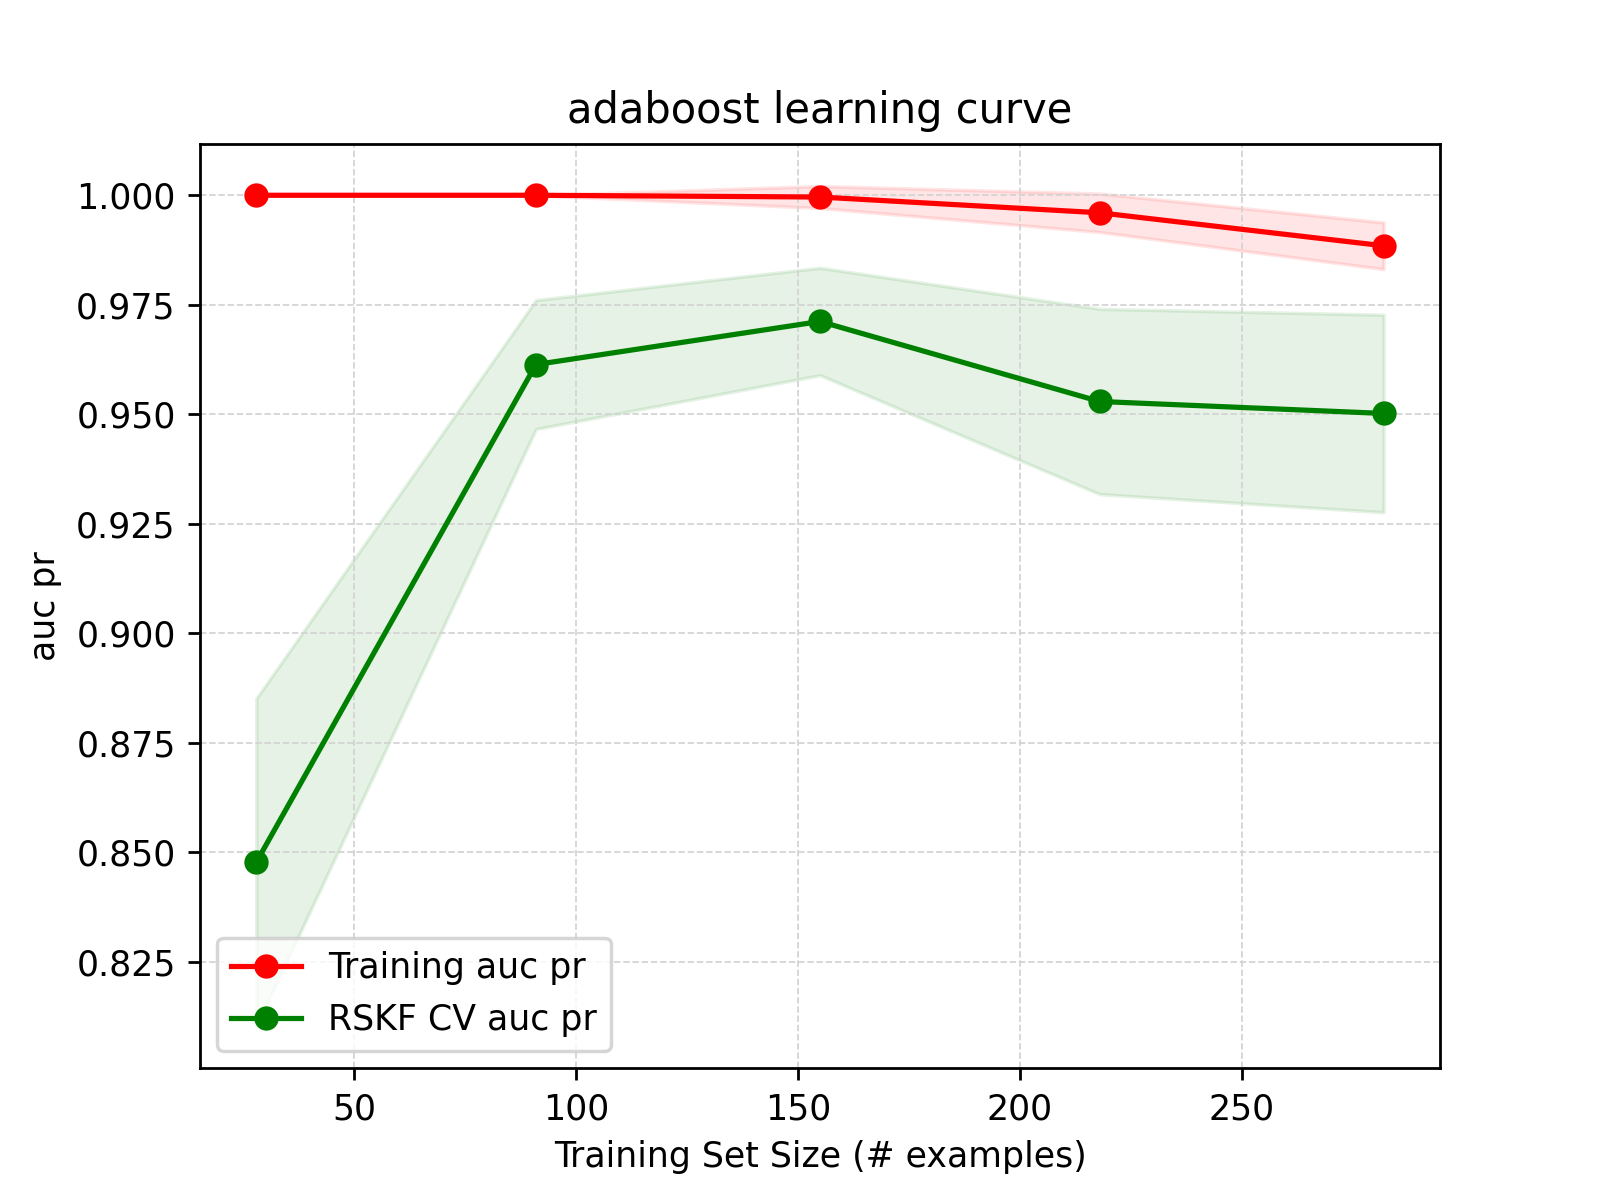 adaboost learning curve
1.000
0.975
0.950
0.925
0.900
0.875
0.850
0.825
auc pr
Training auc pr
RSKF CV auc pr
50 100 150 200 250
Training Set Size (# examples)